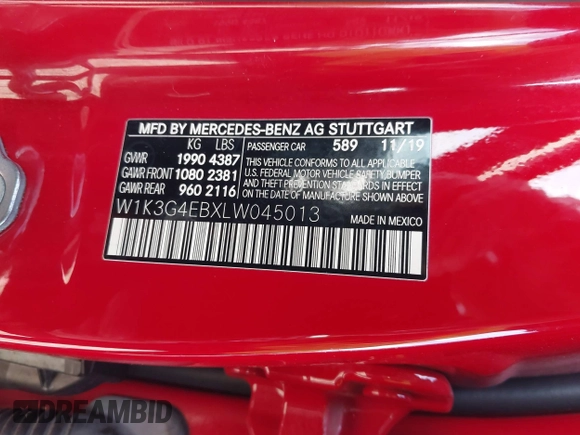 MFD BY MERCEDES-BENZ AG STUTTGART
KG LBS PASSENGER CAR 589 11/19
GVWR 1990 4387 THIS VEHICLE CONFORMS TO ALL APPLICABLE
GAWR FRONT 1080 2381 U.S. FEDERAL MOTOR VEHICLE SAFETY, BUMPER
GAWR REAR 960 2116 AND THEFT PREVENTION STANDARDS IN EFFECT
ON THE DATE OF MANUFACTURE SHOWN ABOVE
W1K3G4EBXLW045013 MADE IN MEXICO
DREAMBID